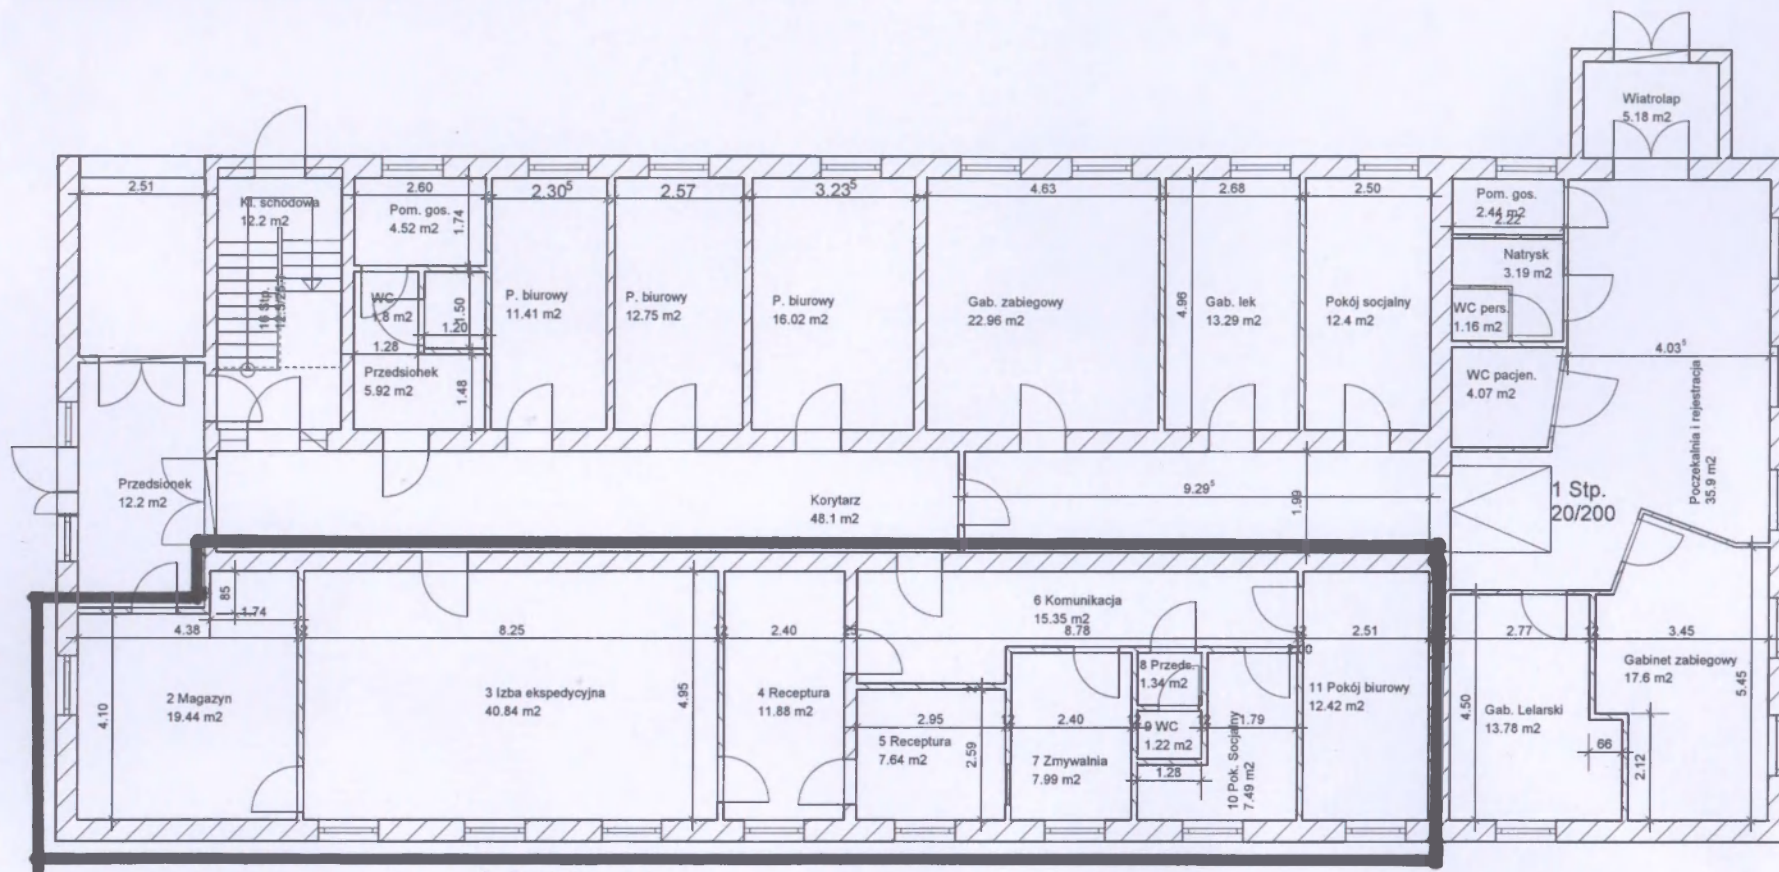 Wiatrolap
5.18 m2
2.51
Kl. schodowa
12.2 m2
16 Stp.
2.60
Pom. gos.
4.52 m2
1.74
WC
1.8 m2
1.50
1.20
1.28
Przedsionek
5.92 m2
1.48
2.30⁵
P. biurowy
11.41 m2
2.57
P. biurowy
12.75 m2
3.23⁵
P. biurowy
16.02 m2
4.63
Gab. zabiegowy
22.96 m2
4.96
2.68
Gab. lek
13.29 m2
2.50
Pokój socjalny
12.4 m2
Pom. gos.
2.44 m2
2.22
Natrysk
3.19 m2
WC pers.
1.16 m2
WC pacjen.
4.07 m2
4.03⁵
Poczekalnia i rejestracja
35.9 m2
Przedsionek
12.2 m2
Korytarz
48.1 m2
9.29⁵
1.99
1 Stp.
20/200
85
1.74
4.38
4.10
2 Magazyn
19.44 m2
8.25
3 Izba ekspedycyjna
40.84 m2
4.95
2.40
4 Receptura
11.88 m2
6 Komunikacja
15.35 m2
8.78
2.95
5 Receptura
7.64 m2
2.59
12
2.40
7 Zmywalnia
7.99 m2
12
8 Przeds.
1.34 m2
9 WC
1.22 m2
1.28
12
1.79
10 Pok. Socjalny
7.49 m2
2.51
11 Pokój biurowy
12.42 m2
2.77
4.50
Gab. Lelarski
13.78 m2
66
3.45
Gabinet zabiegowy
17.6 m2
5.45
2.12